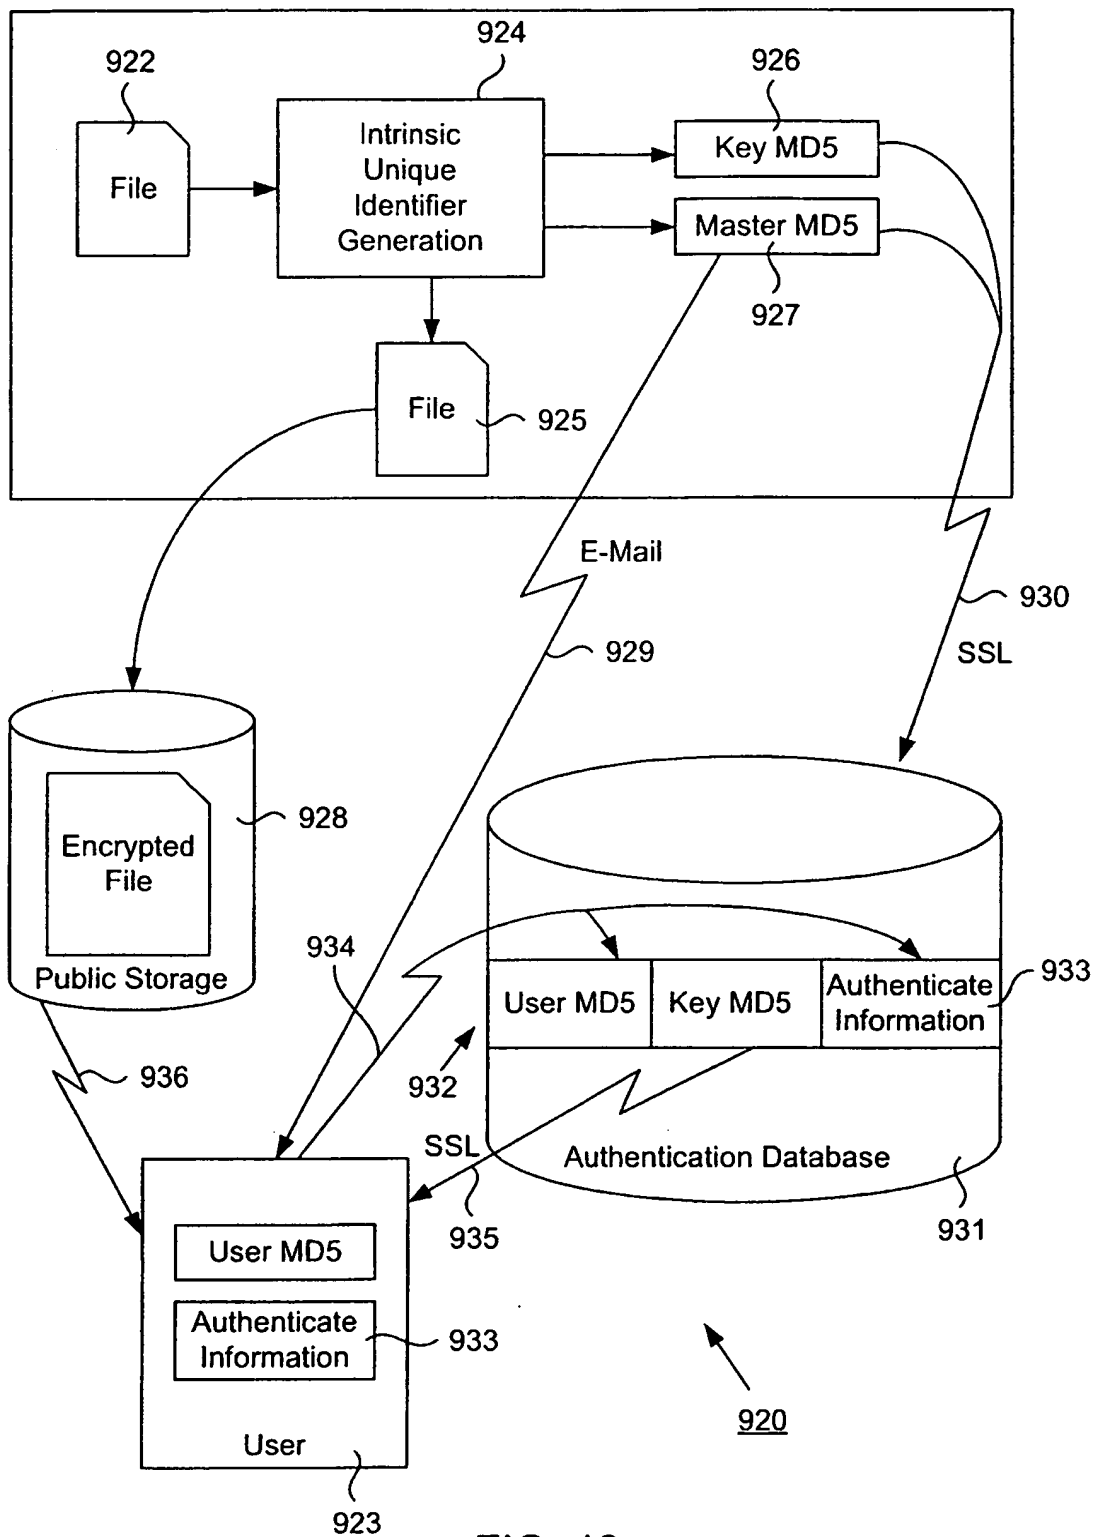 924
922
926
Intrinsic
Unique
Identifier
Generation
File
Key MD5
Master MD5
927
File
925
E-Mail
930
929
SSL
928
Encrypted
File
Public Storage
934
933
User MD5
Key MD5
Authenticate
Information
932
936
SSL
Authentication Database
935
931
User MD5
Authenticate
Information
933
920
User
923